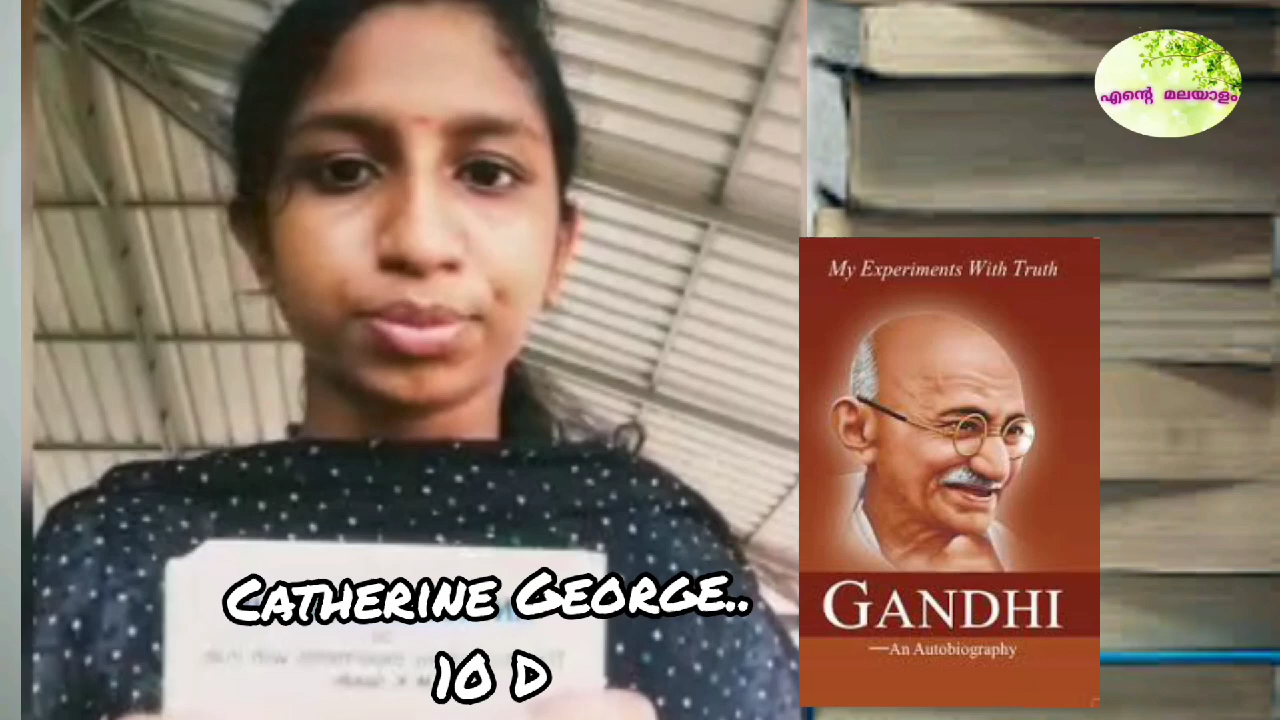 എന്റെ മലയാളം
My Experiments With Truth
GANDHI
—An Autobiography
CATHERINE GEORGE..
10 D